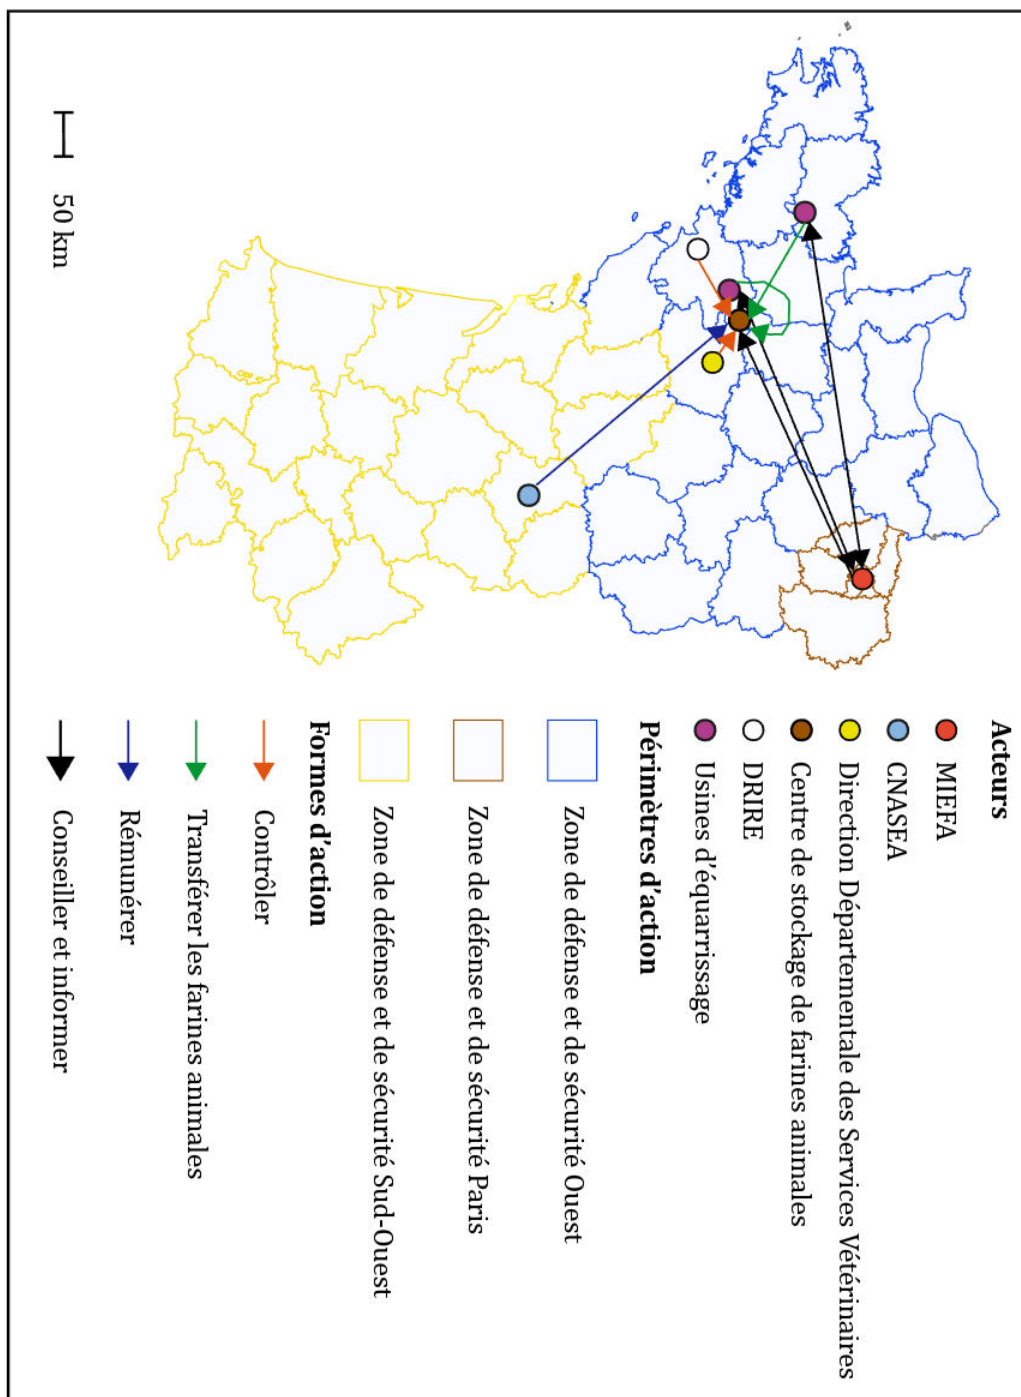 Acteurs
MIEFA
CNASEA
Direction Départementale des Services Vétérinaires
Centre de stockage de farines animales
DRIRE
Usines d'équarrissage
Périmètres d'action
Zone de défense et de sécurité Ouest
Zone de défense et de sécurité Paris
Zone de défense et de sécurité Sud-Ouest
Formes d'action
Contrôler
Transférer les farines animales
Rémunérer
Conseiller et informer
50 km